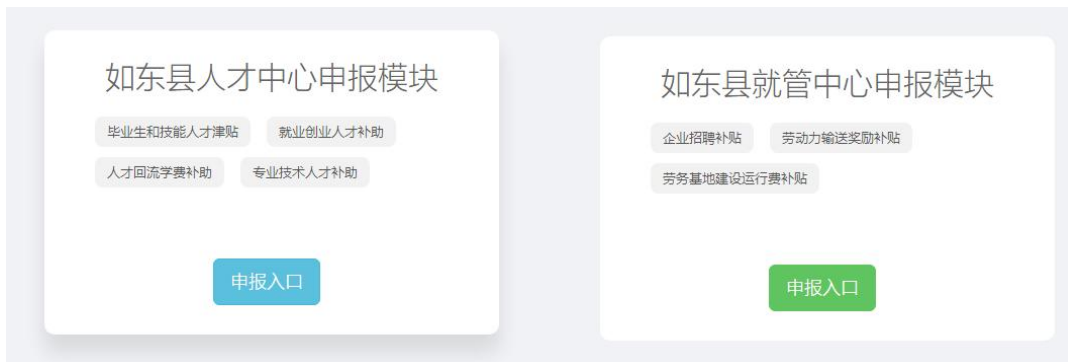 如东县人才中心申报模块
毕业生和技能人才津贴 就业创业人才补助
人才回流学费补助 专业技术人才补助
申报入口
如东县就管中心申报模块
企业招聘补贴 劳动力输送奖励补贴
劳务基地建设运行费补贴
申报入口